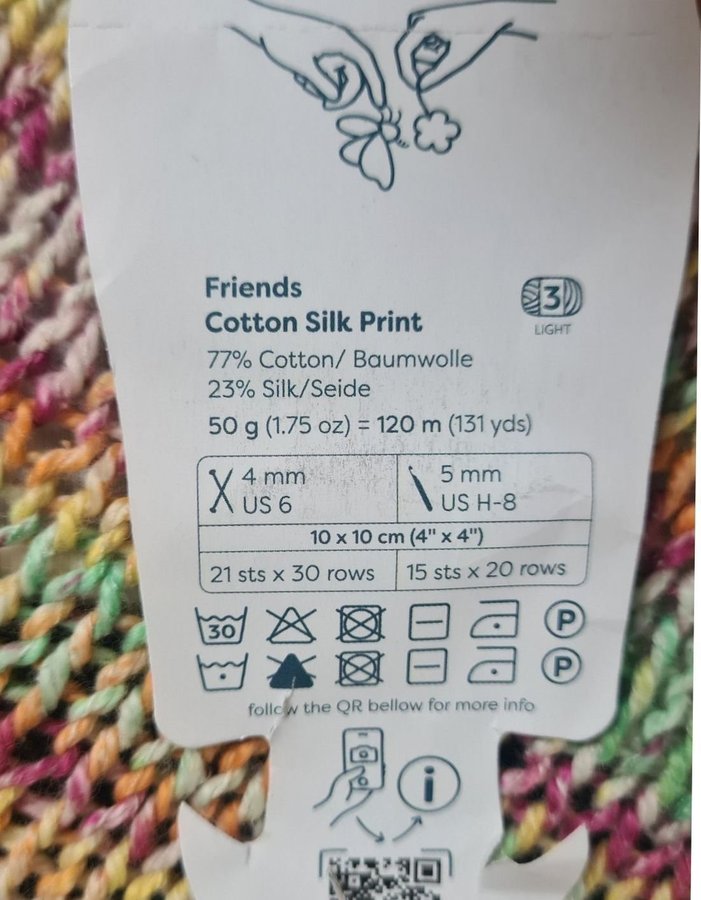 Friends
Cotton Silk Print
3
LIGHT
77% Cotton/ Baumwolle
23% Silk/Seide
50 g (1.75 oz) = 120 m (131 yds)
4 mm
US 6
5 mm
US H-8
10 x 10 cm (4" x 4")
21 sts x 30 rows
15 sts x 20 rows
30
P
P
follow the QR bellow for more info
i